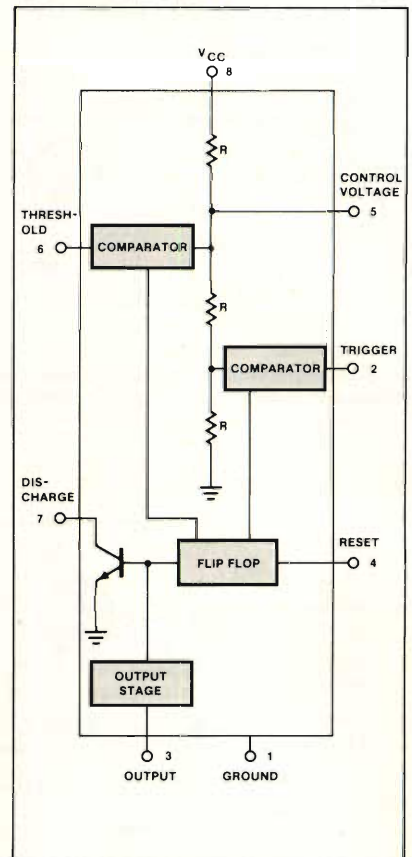 VCC
8
R
CONTROL
VOLTAGE
5
THRESH-
OLD
6
COMPARATOR
R
TRIGGER
COMPARATOR
2
R
DIS-
CHARGE
7
RESET
FLIP FLOP
4
OUTPUT
STAGE
3
1
OUTPUT
GROUND